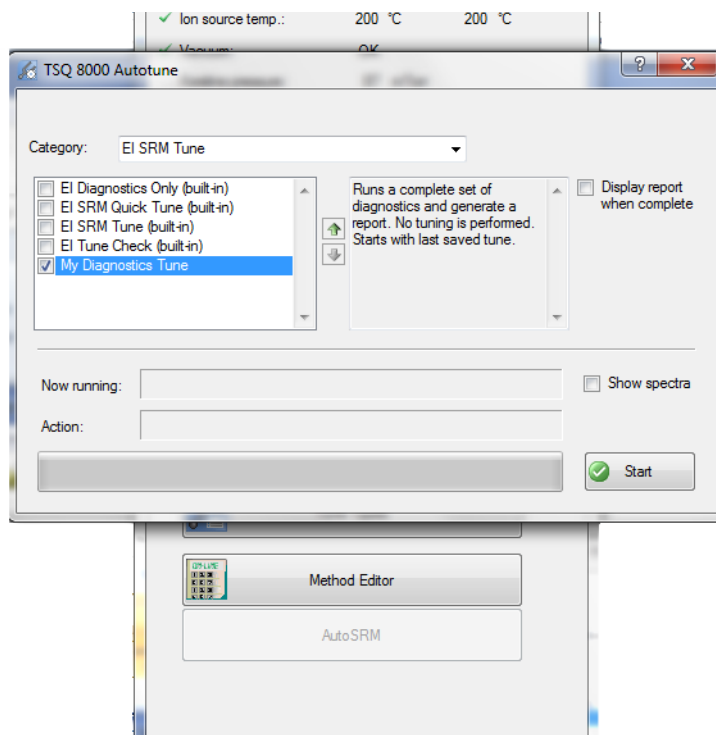 Ion source temp.: 200 °C 200 °C
Vacuum: OK
TSQ 8000 Autotune
Category: EI SRM Tune
EI Diagnostics Only (built-in)
EI SRM Quick Tune (built-in)
EI SRM Tune (built-in)
EI Tune Check (built-in)
My Diagnostics Tune
Runs a complete set of
diagnostics and generate a
report. No tuning is performed.
Starts with last saved tune.
Display report
when complete
Now running:
Show spectra
Action:
Start
ON-LINE
Method Editor
AutoSRM